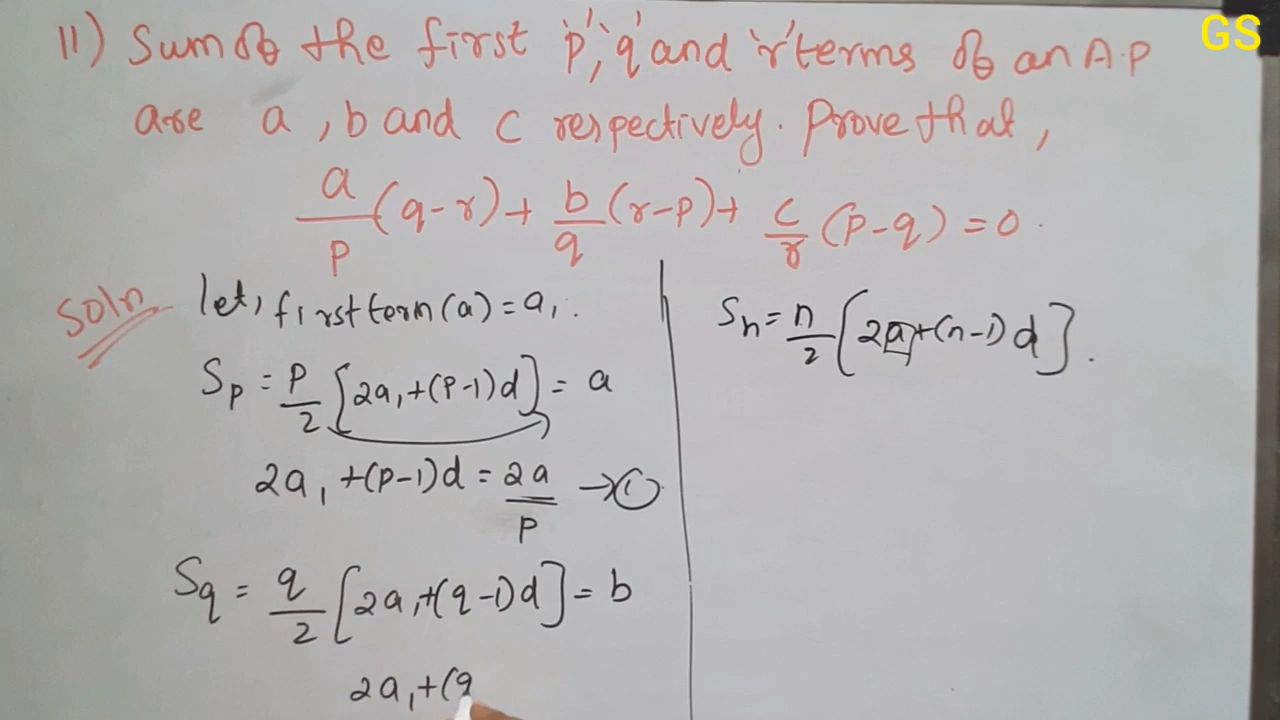 GS
11) Sum of the first 'p', 'q' and 'r' terms of an A.P
are a, b and c respectively. Prove that,
a/p (q-r) + b/q (r-p) + c/r (p-q) = 0.
Soln let, first term (a) = a₁.
Sp = p/2 [2a₁+(p-1)d] = a
2a₁+(p-1)d = 2a/p → ①
Sq = q/2 [2a₁+(q-1)d] = b
2a₁+(q
Sn = n/2 [2a₁+(n-1)d].